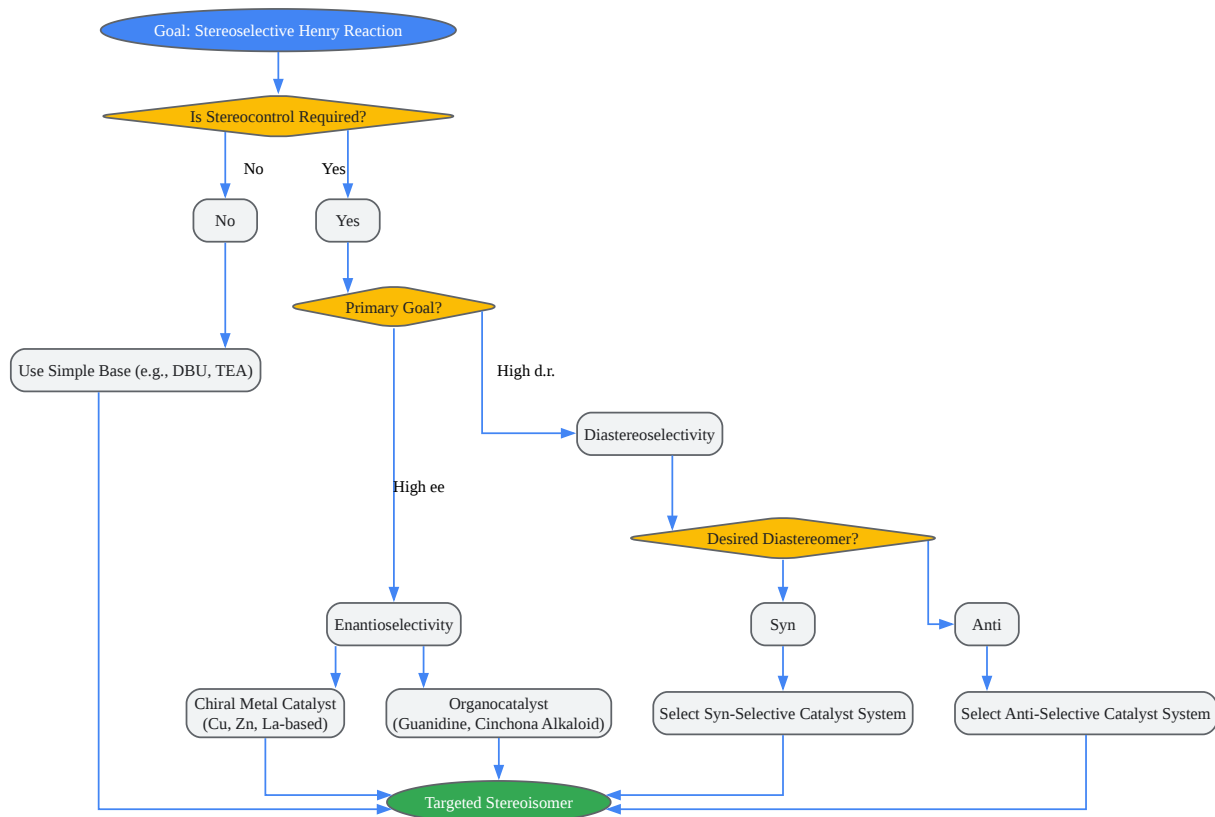 Goal: Stereoselective Henry Reaction
Is Stereocontrol Required?
No
Yes
No
Yes
Primary Goal?
Use Simple Base (e.g., DBU, TEA)
High d.r.
Diastereoselectivity
High ee
Desired Diastereomer?
Enantioselectivity
Syn
Anti
Chiral Metal Catalyst
(Cu, Zn, La-based)
Organocatalyst
(Guanidine, Cinchona Alkaloid)
Select Syn-Selective Catalyst System
Select Anti-Selective Catalyst System
Targeted Stereoisomer